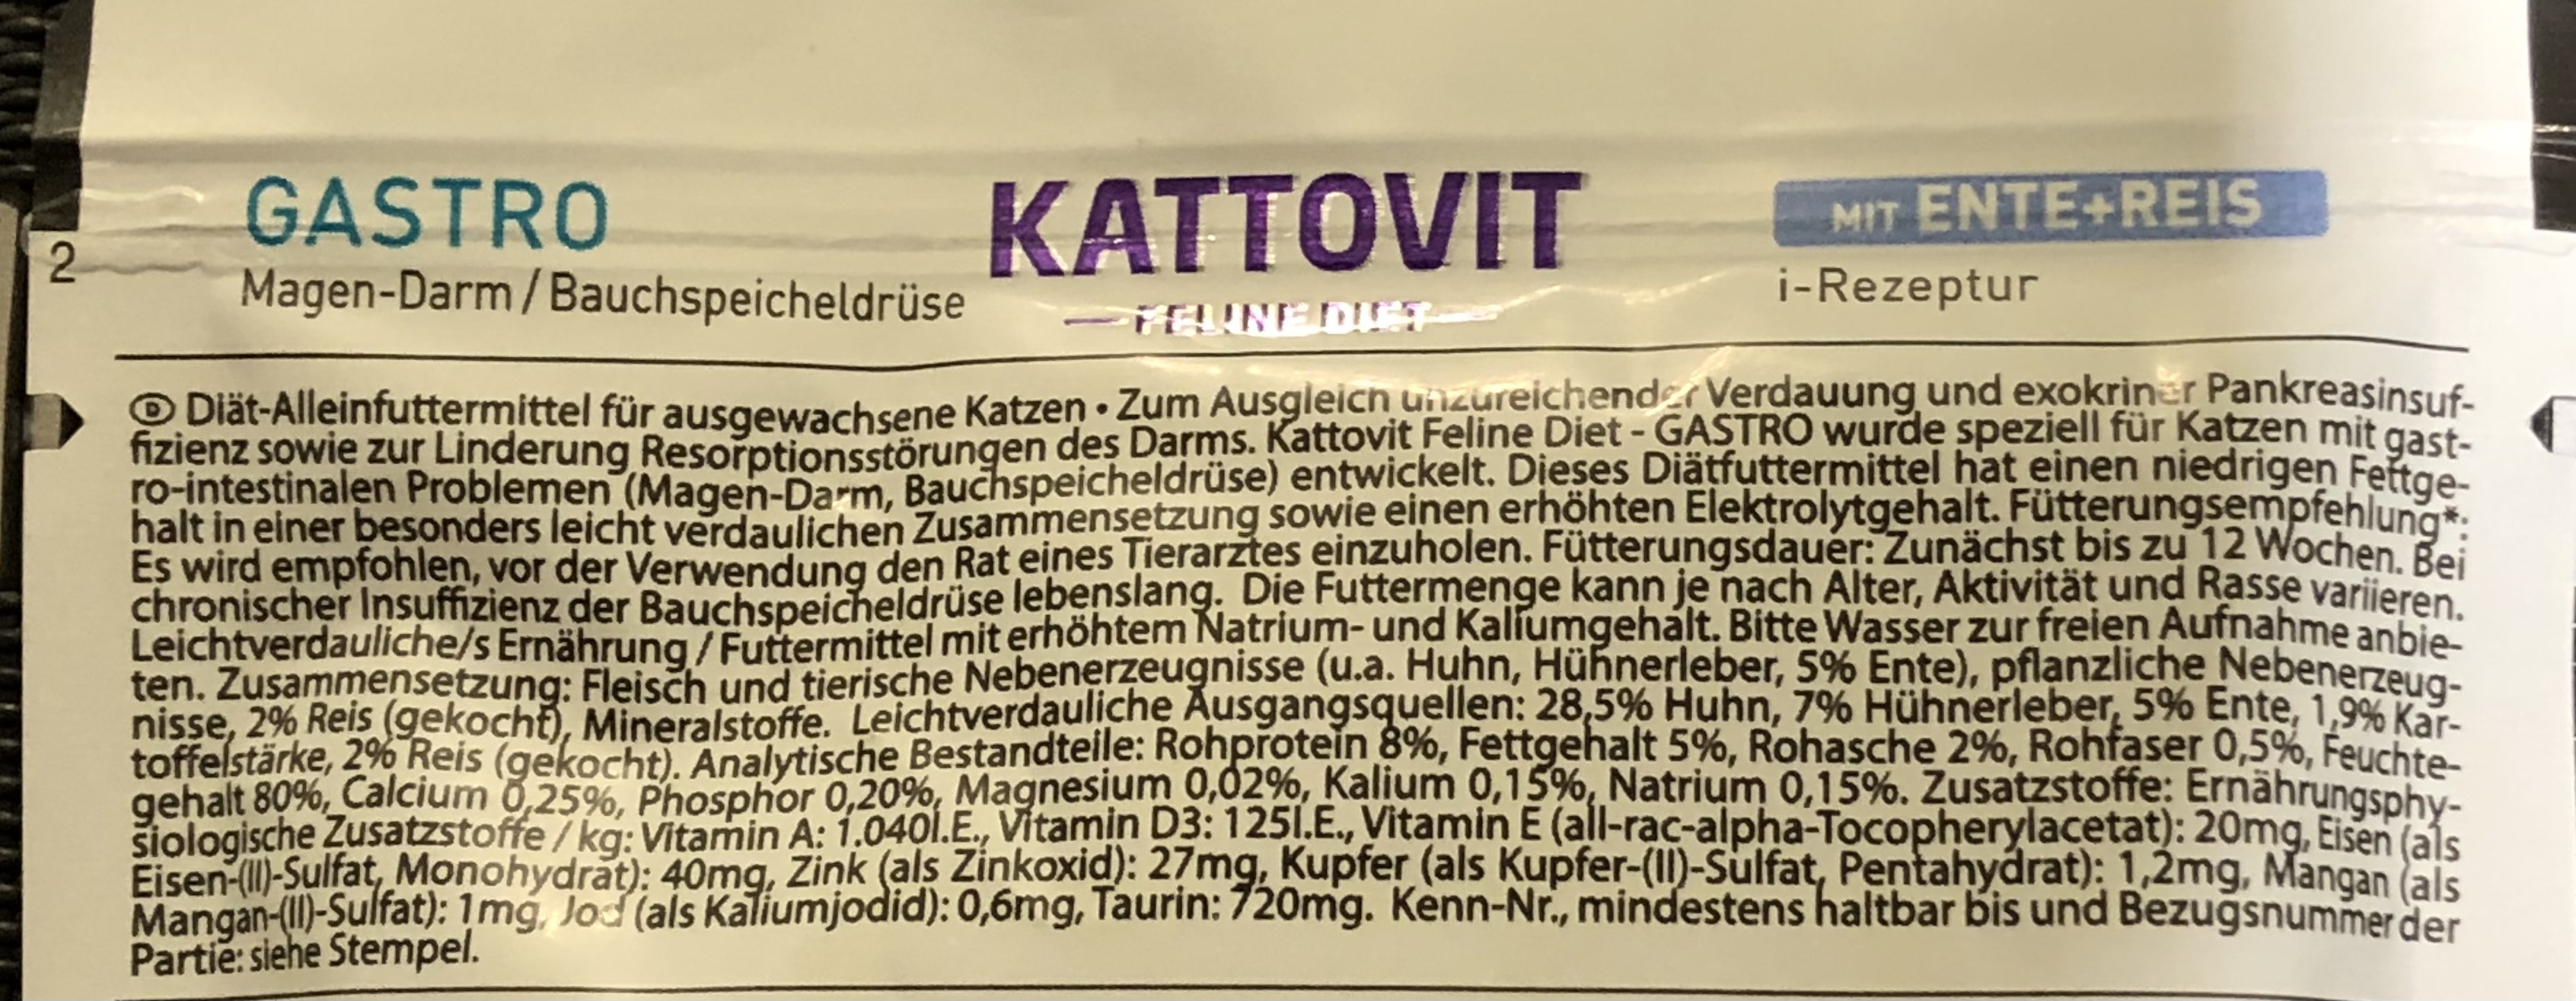 GASTRO
Magen-Darm / Bauchspeicheldrüse
KATTOVIT
FELINE DIET
MIT ENTE+REIS
i-Rezeptur
2
D Diät-Alleinfuttermittel für ausgewachsene Katzen • Zum Ausgleich unzureichender Verdauung und exokriner Pankreasinsuf-
fizienz sowie zur Linderung Resorptionsstörungen des Darms. Kattovit Feline Diet - GASTRO wurde speziell für Katzen mit gast-
ro-intestinalen Problemen (Magen-Darm, Bauchspeicheldrüse) entwickelt. Dieses Diätfuttermittel hat einen niedrigen Fettge-
halt in einer besonders leicht verdaulichen Zusammensetzung sowie einen erhöhten Elektrolytgehalt. Fütterungsempfehlung*:
Es wird empfohlen, vor der Verwendung den Rat eines Tierarztes einzuholen. Fütterungsdauer: Zunächst bis zu 12 Wochen. Bei
chronischer Insuffizienz der Bauchspeicheldrüse lebenslang. Die Futtermenge kann je nach Alter, Aktivität und Rasse variieren.
Leichtverdauliche/s Ernährung / Futtermittel mit erhöhtem Natrium- und Kaliumgehalt. Bitte Wasser zur freien Aufnahme anbie-
ten. Zusammensetzung: Fleisch und tierische Nebenerzeugnisse (u.a. Huhn, Hühnerleber, 5% Ente), pflanzliche Nebenerzeug-
nisse, 2% Reis (gekocht), Mineralstoffe. Leichtverdauliche Ausgangsquellen: 28,5% Huhn, 7% Hühnerleber, 5% Ente, 1,9% Kar-
toffelstärke, 2% Reis (gekocht). Analytische Bestandteile: Rohprotein 8%, Fettgehalt 5%, Rohasche 2%, Rohfaser 0,5%, Feuchte-
gehalt 80%, Calcium 0,25%, Phosphor 0,20%, Magnesium 0,02%, Kalium 0,15%, Natrium 0,15%. Zusatzstoffe: Ernährungsphy-
siologische Zusatzstoffe / kg: Vitamin A: 1.040I.E., Vitamin D3: 125I.E., Vitamin E (all-rac-alpha-Tocopherylacetat): 20mg, Eisen (als
Eisen-(II)-Sulfat, Monohydrat): 40mg, Zink (als Zinkoxid): 27mg, Kupfer (als Kupfer-(II)-Sulfat, Pentahydrat): 1,2mg, Mangan (als
Mangan-(II)-Sulfat): 1mg, Jod (als Kaliumjodid): 0,6mg, Taurin: 720mg. Kenn-Nr., mindestens haltbar bis und Bezugsnummer der
Partie: siehe Stempel.